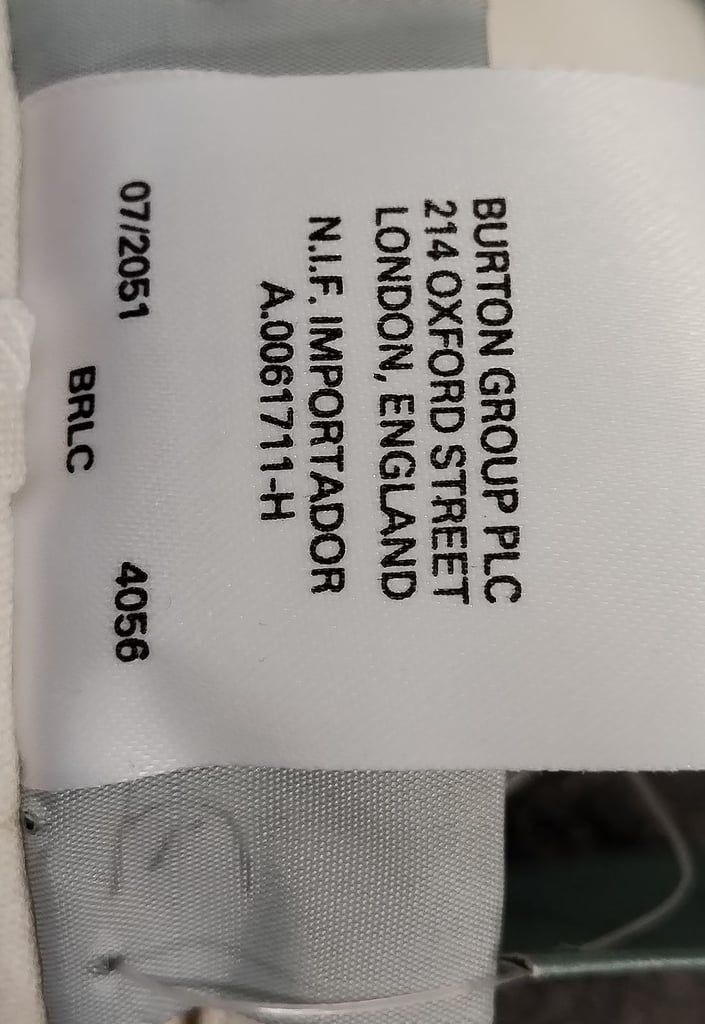 BURTON GROUP. PLC
214 OXFORD STREET
LONDON, ENGLAND
N.I.F. IMPORTADOR
A.0061711-H
07/2051
4056
BRLC